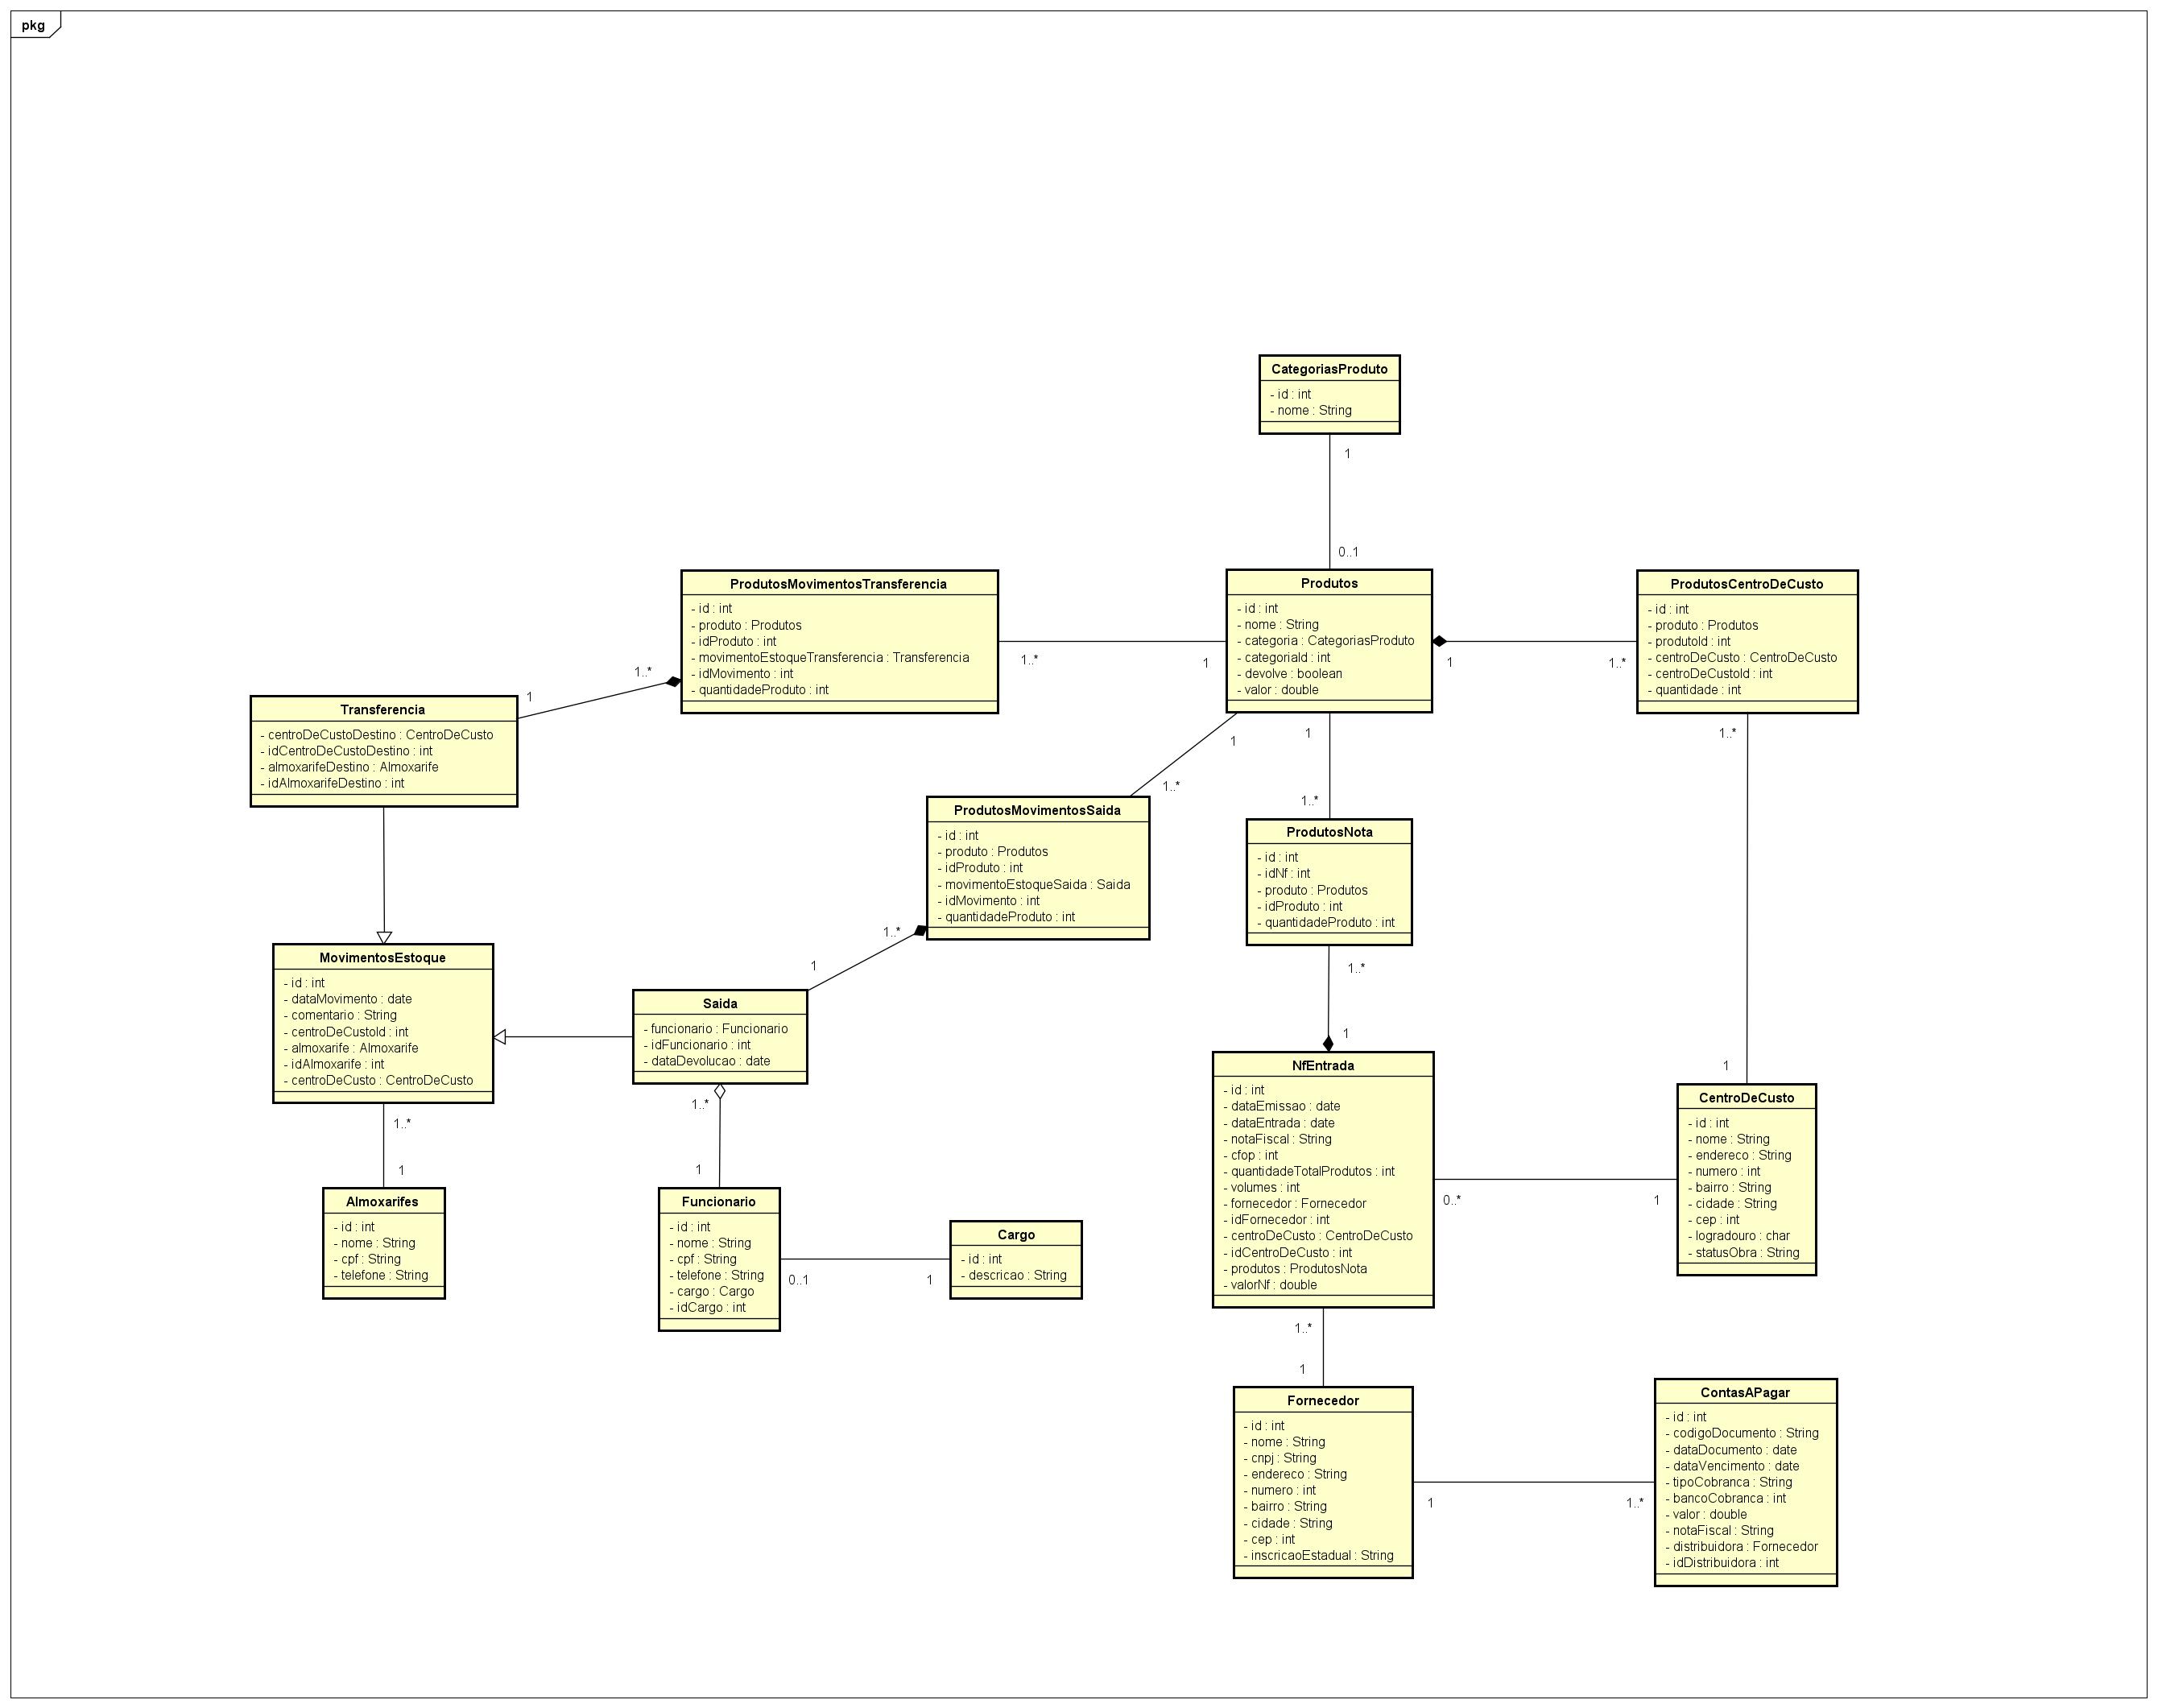 pkg
CategoriasProduto
- id : int
- nome : String
1
0..1
ProdutosMovimentosTransferencia
- id : int
- produto : Produtos
- idProduto : int
- movimentoEstoqueTransferencia : Transferencia
- idMovimento : int
- quantidadeProduto : int
1..*
1
Produtos
- id : int
- nome : String
- categoria : CategoriasProduto
- categoriaId : int
- devolve : boolean
- valor : double
1
1..*
ProdutosCentroDeCusto
- id : int
- produto : Produtos
- produtoId : int
- centroDeCusto : CentroDeCusto
- centroDeCustoId : int
- quantidade : int
1..*
1
Transferencia
- centroDeCustoDestino : CentroDeCusto
- idCentroDeCustoDestino : int
- almoxarifeDestino : Almoxarife
- idAlmoxarifeDestino : int
1
1..*
1
1..*
1..*
ProdutosMovimentosSaida
- id : int
- produto : Produtos
- idProduto : int
- movimentoEstoqueSaida : Saida
- idMovimento : int
- quantidadeProduto : int
ProdutosNota
- id : int
- idNf : int
- produto : Produtos
- idProduto : int
- quantidadeProduto : int
1..*
1
1..*
1
MovimentosEstoque
- id : int
- dataMovimento : date
- comentario : String
- centroDeCustoId : int
- almoxarife : Almoxarife
- idAlmoxarife : int
- centroDeCusto : CentroDeCusto
Saida
- funcionario : Funcionario
- idFuncionario : int
- dataDevolucao : date
NfEntrada
- id : int
- dataEmissao : date
- dataEntrada : date
- notaFiscal : String
- cfop : int
- quantidadeTotalProdutos : int
- volumes : int
- fornecedor : Fornecedor
- idFornecedor : int
- centroDeCusto : CentroDeCusto
- idCentroDeCusto : int
- produtos : ProdutosNota
- valorNf : double
1
CentroDeCusto
- id : int
- nome : String
- endereco : String
- numero : int
- bairro : String
- cidade : String
- cep : int
- logradouro : char
- statusObra : String
0..*
1
1..*
1
1..*
1
Almoxarifes
- id : int
- nome : String
- cpf : String
- telefone : String
Funcionario
- id : int
- nome : String
- cpf : String
- telefone : String
- cargo : Cargo
- idCargo : int
0..1
1
Cargo
- id : int
- descricao : String
1..*
1
Fornecedor
- id : int
- nome : String
- cnpj : String
- endereco : String
- numero : int
- bairro : String
- cidade : String
- cep : int
- inscricaoEstadual : String
1
1..*
ContasAPagar
- id : int
- codigoDocumento : String
- dataDocumento : date
- dataVencimento : date
- tipoCobranca : String
- bancoCobranca : int
- valor : double
- notaFiscal : String
- distribuidora : Fornecedor
- idDistribuidora : int